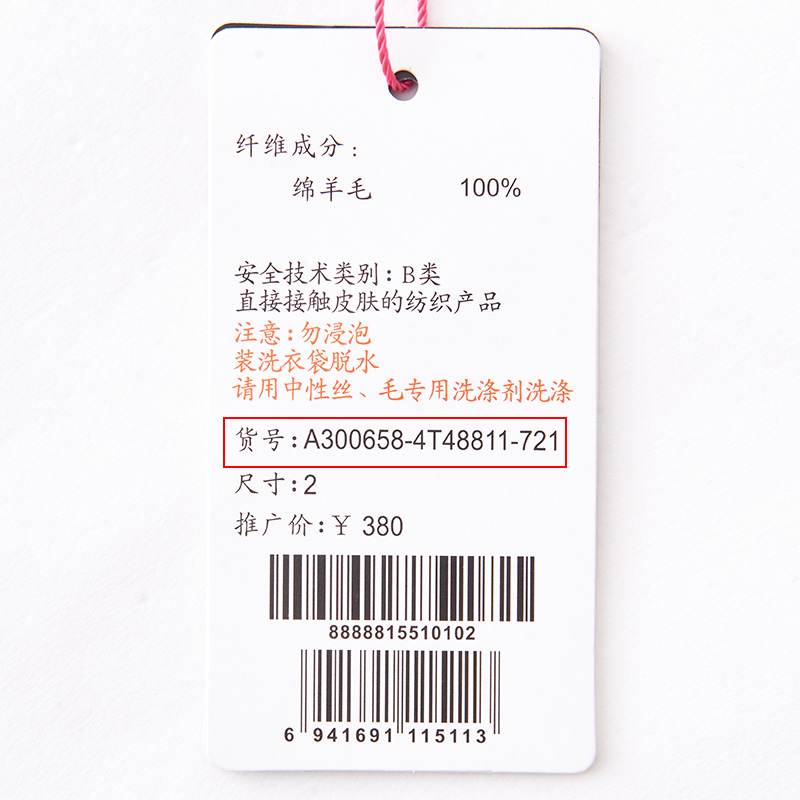 纤维成分:
绵羊毛 100%
安全技术类别:B类
直接接触皮肤的纺织产品
注意:勿浸泡
装洗衣袋脱水
请用中性丝、毛专用洗涤剂洗涤
货号:A300658-4T48811-721
尺寸:2
推广价:¥ 380
8888815510102
6 941691 115113